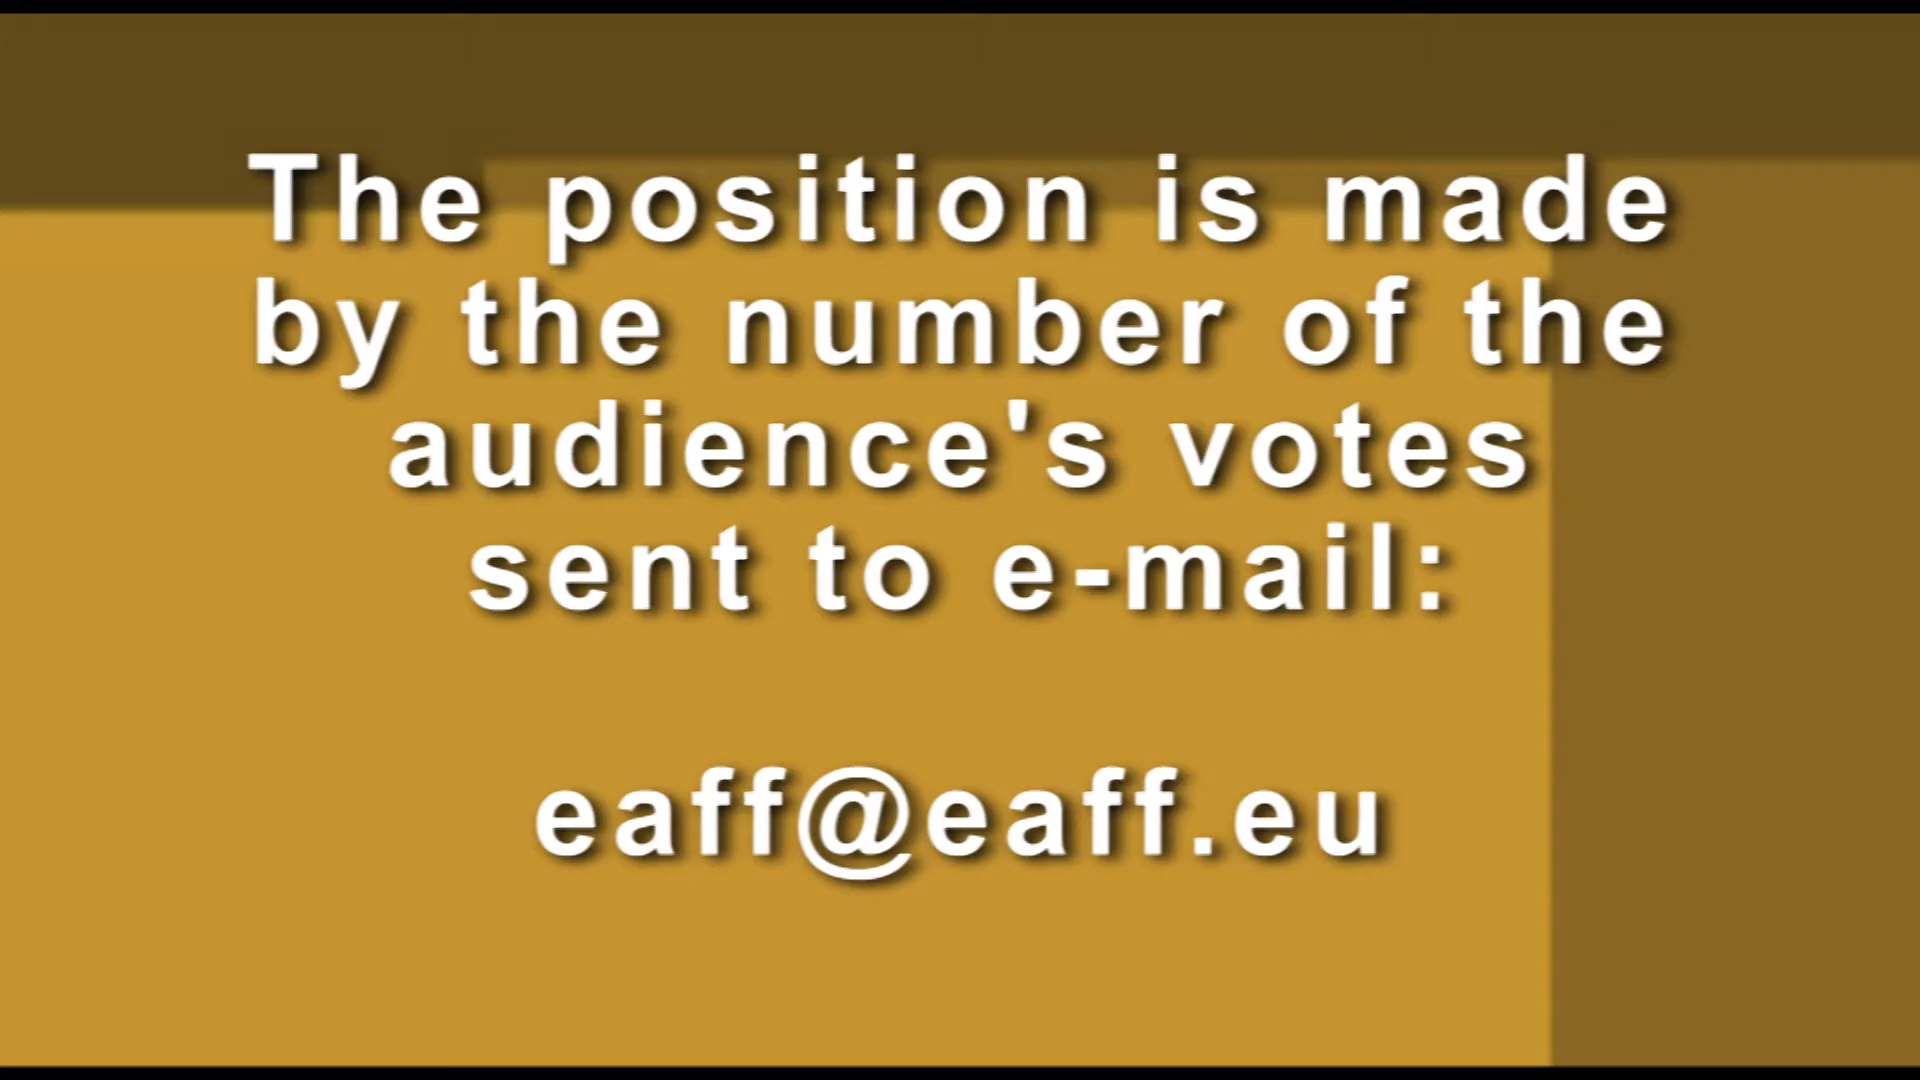 The position is made
by the number of the
audience's votes
sent to e-mail:
eaff@eaff.eu